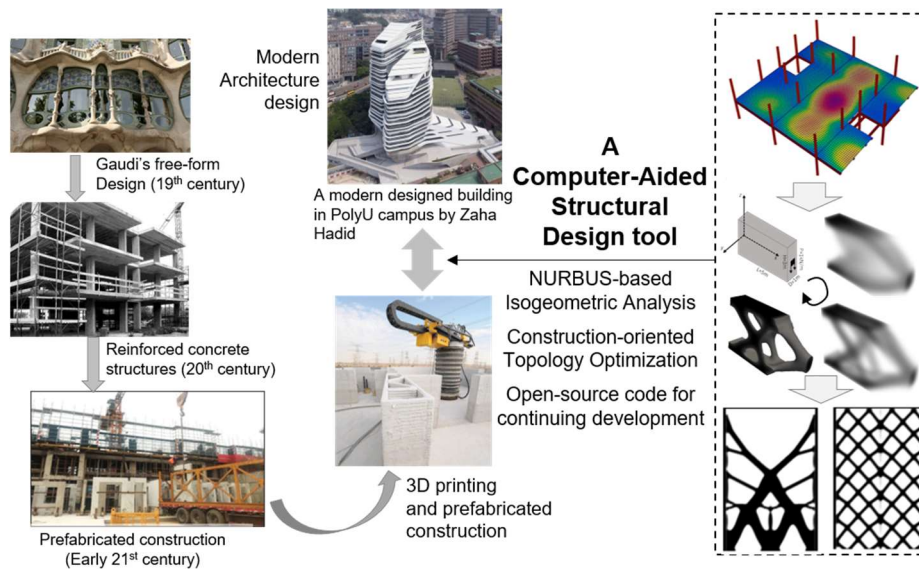 Gaudi's free-form
Design (19th century)
Reinforced concrete
structures (20th century)
Prefabricated construction
(Early 21st century)
Modern
Architecture
design
A modern designed building
in PolyU campus by Zaha
Hadid
3D printing
and prefabricated
construction
A
Computer-Aided
Structural
Design tool
NURBUS-based
Isogeometric Analysis
Construction-oriented
Topology Optimization
Open-source code for
continuing development